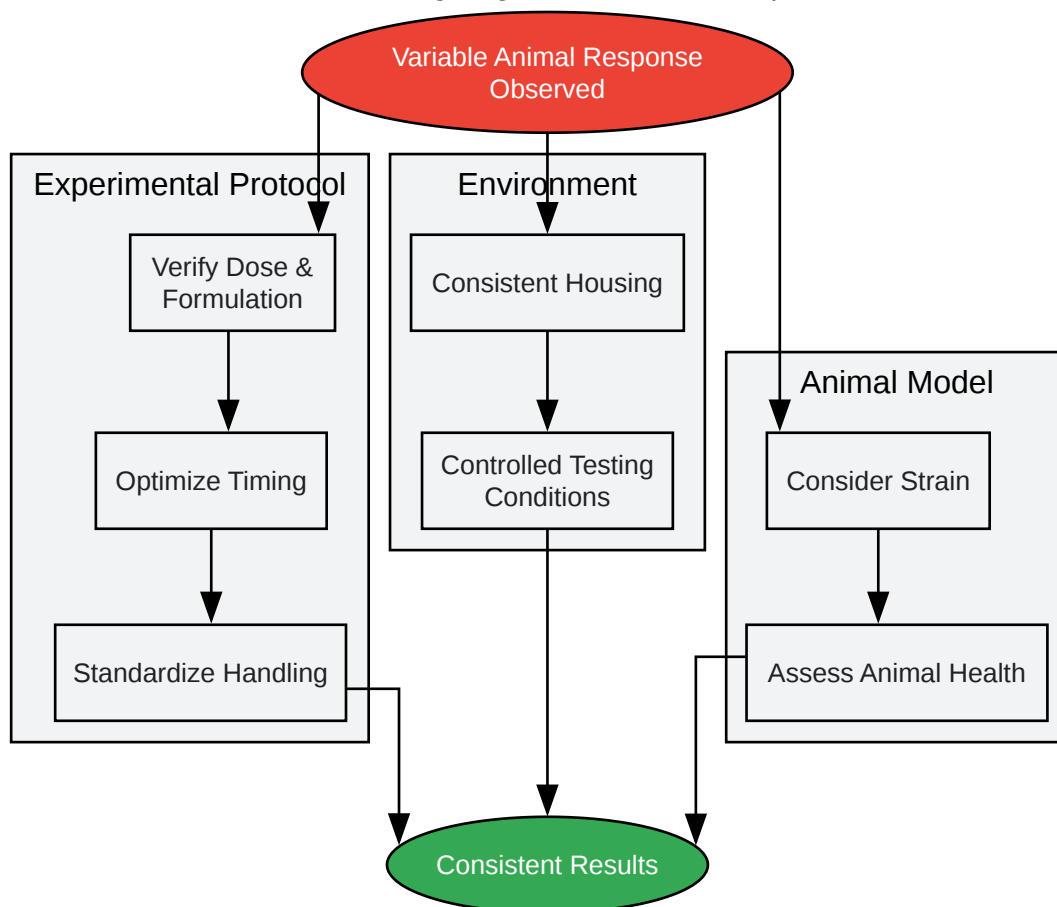 Variable Animal Response
Observed
Experimental Protocol
Verify Dose &
Formulation
Optimize Timing
Standardize Handling
Environment
Consistent Housing
Controlled Testing
Conditions
Animal Model
Consider Strain
Assess Animal Health
Consistent Results